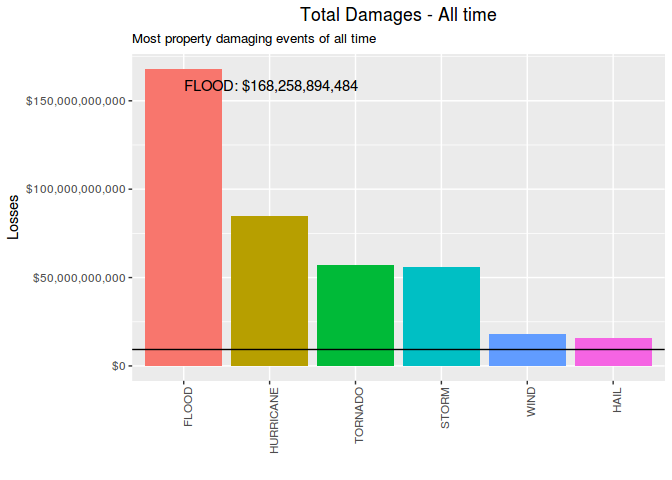 Total Damages - All time
Most property damaging events of all time
FLOOD: $168,258,894,484
$150,000,000,000
$100,000,000,000
$50,000,000,000
$0
Losses
FLOOD
HURRICANE
TORNADO
STORM
WIND
HAIL